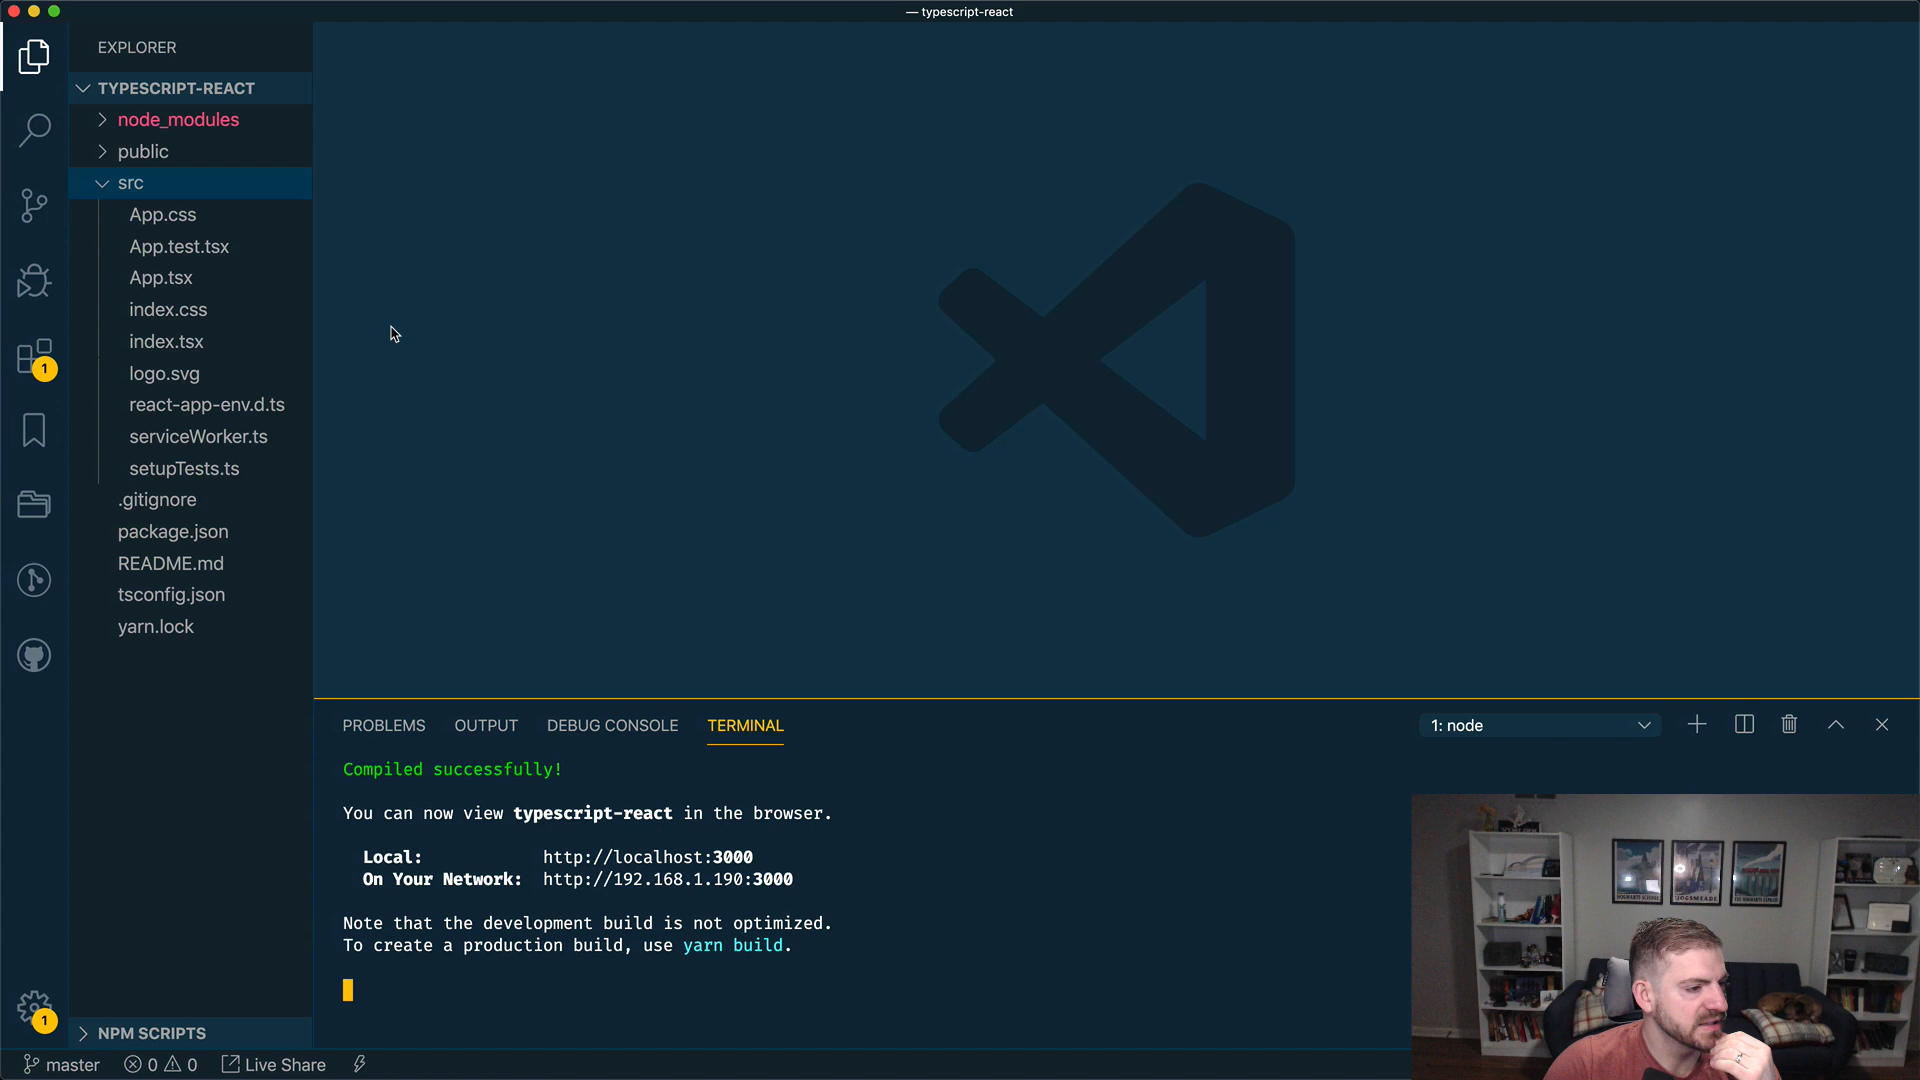 — typescript-react
EXPLORER
TYPESCRIPT-REACT
node_modules
public
src
App.css
App.test.tsx
App.tsx
index.css
index.tsx
logo.svg
react-app-env.d.ts
serviceWorker.ts
setupTests.ts
.gitignore
package.json
README.md
tsconfig.json
yarn.lock
1
1
NPM SCRIPTS
PROBLEMS
OUTPUT
DEBUG CONSOLE
TERMINAL
1: node
Compiled successfully!
You can now view typescript-react in the browser.
Local: http://localhost:3000
On Your Network: http://192.168.1.190:3000
Note that the development build is not optimized.
To create a production build, use yarn build.
HOGSMEADE
master
0
0
Live Share